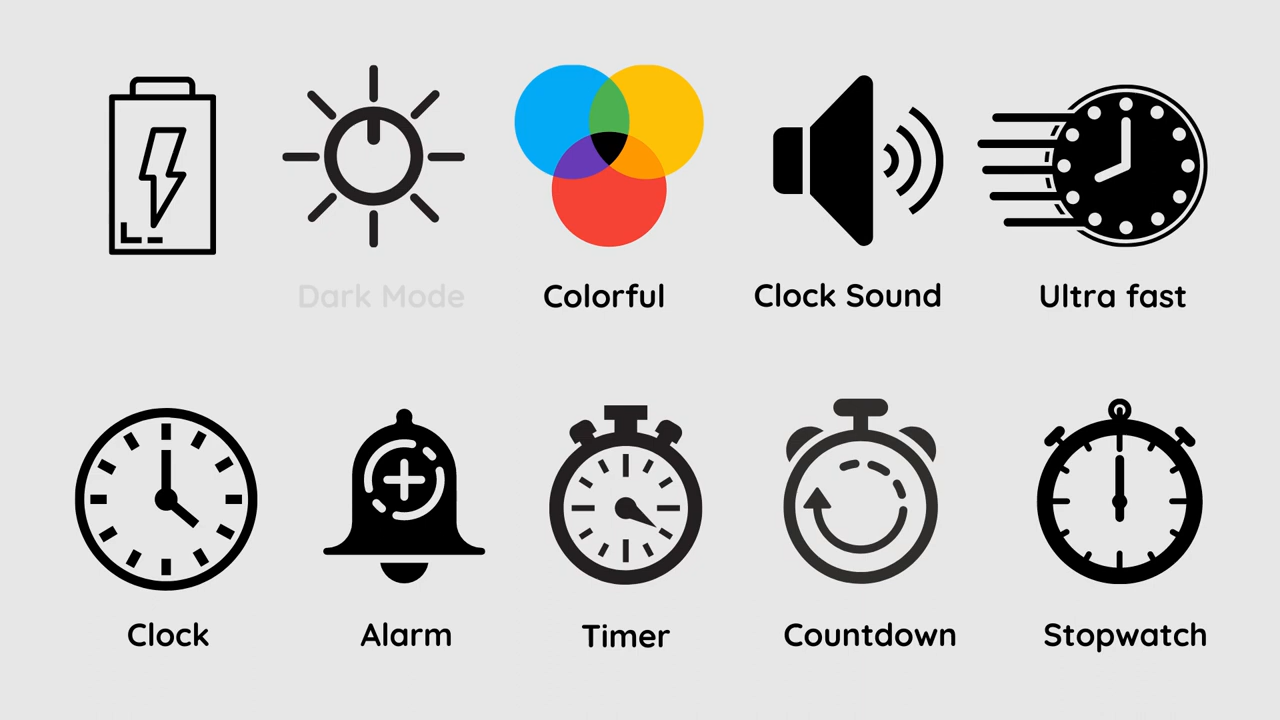 Dark Mode
Colorful
Clock Sound
Ultra fast
Clock
Alarm
Timer
Countdown
Stopwatch